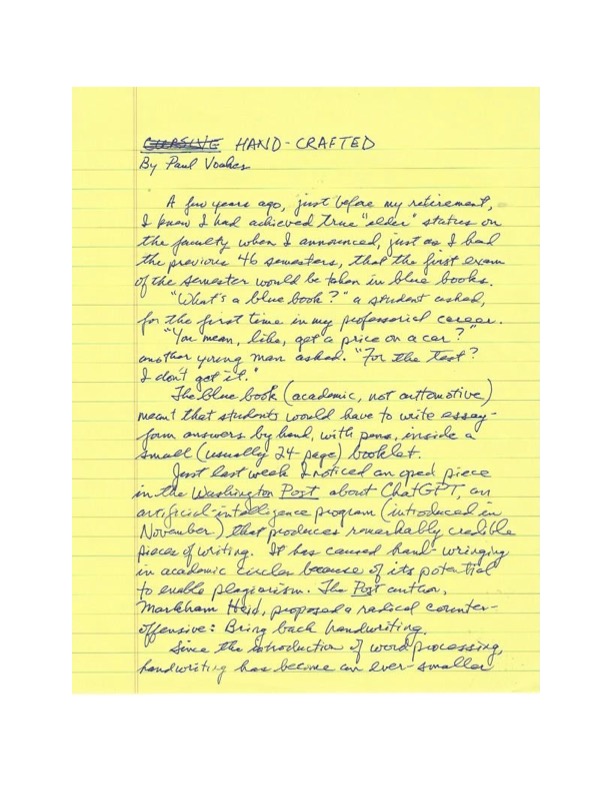 CURSIVE HAND-CRAFTED
By Paul Voakes
A few years ago, just before my retirement,
I knew I had achieved true "elder" status on
the faculty when I announced, just as I had
the previous 46 semesters, that the first exam
of the semester would be taken in blue books.
"What's a blue book?" a student asked,
for the first time in my professorial career.
"You mean, like, get a price on a car?"
another young man asked. "For the test?
I don't get it."
The blue book (academic, not automotive)
meant that students would have to write essay-
form answers by hand, with pens, inside a
small (usually 24-page) booklet.
Just last week I noticed an oped piece
in the Washington Post about ChatGPT, an
artificial-intelligence program (introduced in
November) that produces remarkably credible
pieces of writing. It has caused hand-wringing
in academic circles because of its potential
to enable plagiarism. The Post author,
Markham Heid, proposed a radical counter-
offensive: Bring back handwriting.
Since the introduction of word processing,
handwriting has become an ever-smaller